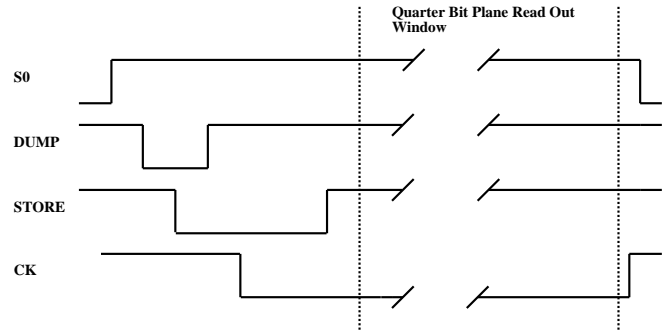 Quarter Bit Plane Read Out
Window
S0
DUMP
STORE
CK